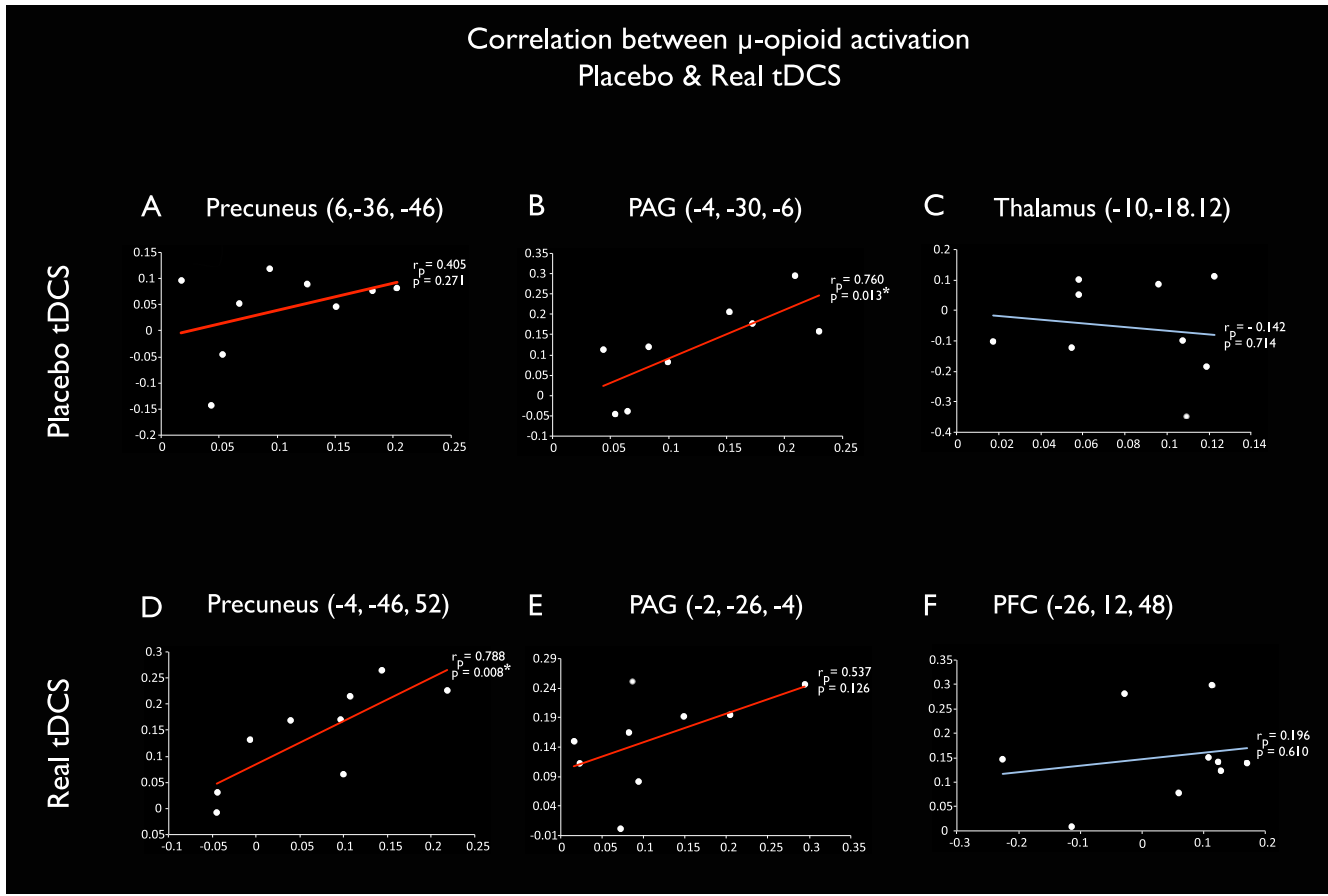 Correlation between µ-opioid activation
Placebo & Real tDCS
Placebo tDCS
A Precuneus (6,-36, -46)
0.15
0.1
0.05
0
-0.05
-0.1
-0.15
-0.2
0 0.05 0.1 0.15 0.2 0.25
rp = 0.405
p = 0.271
B PAG (-4, -30, -6)
0.35
0.3
0.25
0.2
0.15
0.1
0.05
0
-0.05
-0.1
0 0.05 0.1 0.15 0.2 0.25
rp = 0.760
p = 0.013*
C Thalamus (-10,-18.12)
0.2
0.1
0
-0.1
-0.2
-0.3
-0.4
0 0.02 0.04 0.06 0.08 0.1 0.12 0.14
rp = - 0.142
p = 0.714
Real tDCS
D Precuneus (-4, -46, 52)
0.3
0.25
0.2
0.15
0.1
0.05
0
0.05
-0.1 -0.05 0 0.05 0.1 0.15 0.2 0.25
rp = 0.788
p = 0.008*
E PAG (-2, -26, -4)
0.29
0.24
0.19
0.14
0.09
0.04
-0.01
0 0.05 0.1 0.15 0.2 0.25 0.3 0.35
rp = 0.537
p = 0.126
F PFC (-26, 12, 48)
0.35
0.3
0.25
0.2
0.15
0.1
0.05
0
-0.3 -0.2 -0.1 0 0.1 0.2
rp = 0.196
p = 0.610